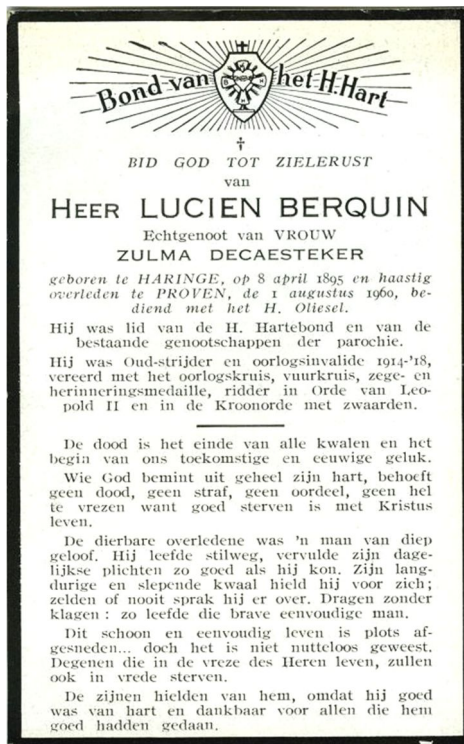 Bond van het H. Hart
†
BID GOD TOT ZIELERUST
van
HEER LUCIEN BERQUIN
Echtgenoot van VROUW
ZULMA DECAESTEKER
geboren te HARINGE, op 8 april 1895 en haastig
overleden te PROVEN, de 1 augustus 1960, be-
diend met het H. Oliesel.
Hij was lid van de H. Hartebond en van de
bestaande genootschappen der parochie.
Hij was Oud-strijder en oorlogsinvalide 1914-'18,
vereerd met het oorlogskruis, vuurkruis, zege- en
herinneringsmedaille, ridder in Orde van Leo-
pold II en in de Kroonorde met zwaarden.
De dood is het einde van alle kwalen en het
begin van ons toekomstige en eeuwige geluk.
Wie God bemint uit geheel zijn hart, behoeft
geen dood, geen straf, geen oordeel, geen hel
te vrezen want goed sterven is met Kristus
leven.
De dierbare overledene was 'n man van diep
geloof. Hij leefde stilweg, vervulde zijn dage-
lijkse plichten zo goed als hij kon. Zijn lang-
durige en slepende kwaal hield hij voor zich;
zelden of nooit sprak hij er over. Dragen zonder
klagen : zo leefde die brave eenvoudige man.
Dit schoon en eenvoudig leven is plots af-
gesneden... doch het is niet nutteloos geweest.
Degenen die in de vreze des Heren leven, zullen
ook in vrede sterven.
De zijnen hielden van hem, omdat hij goed
was van hart en dankbaar voor allen die hem
goed hadden gedaan.